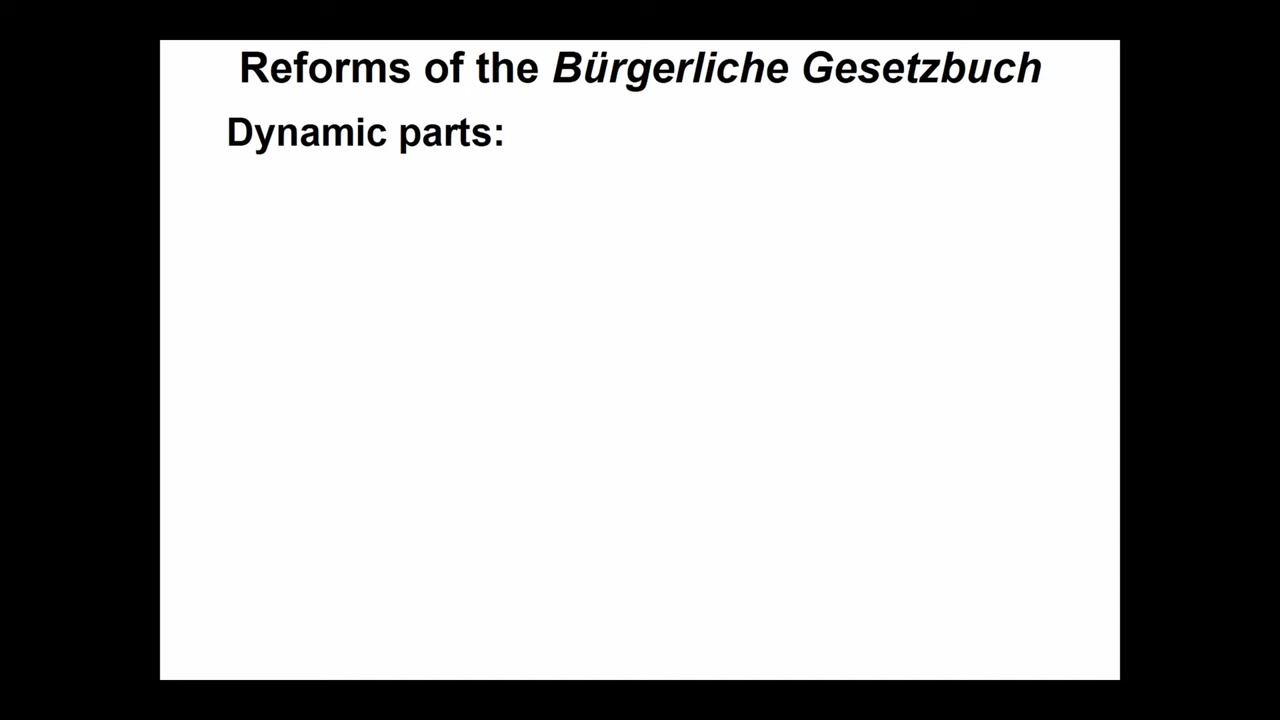 Reforms of the Bürgerliche Gesetzbuch
Dynamic parts: